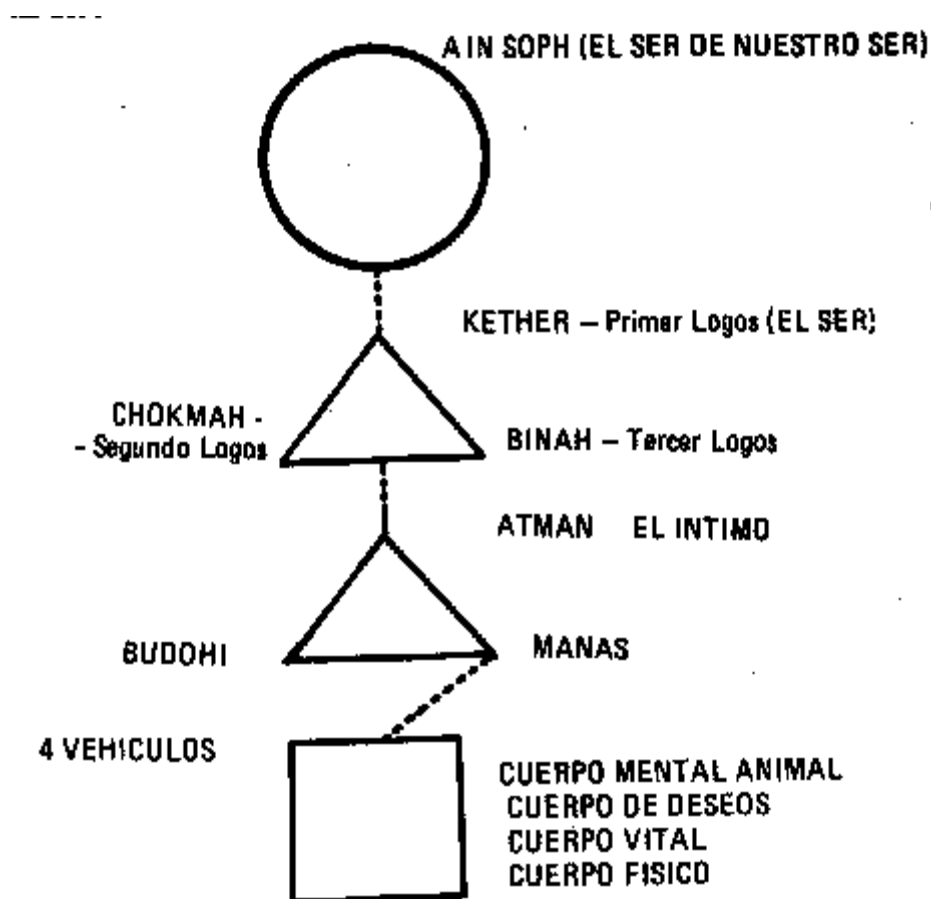 AIN SOPH (EL SER DE NUESTRO SER)
KETHER – Primer Logos (EL SER)
CHOKMAH -
- Segundo Logos
BINAH – Tercer Logos
ATMAN EL INTIMO
BUDOHI
MANAS
4 VEHICULOS
CUERPO MENTAL ANIMAL
CUERPO DE DESEOS
CUERPO VITAL
CUERPO FISICO